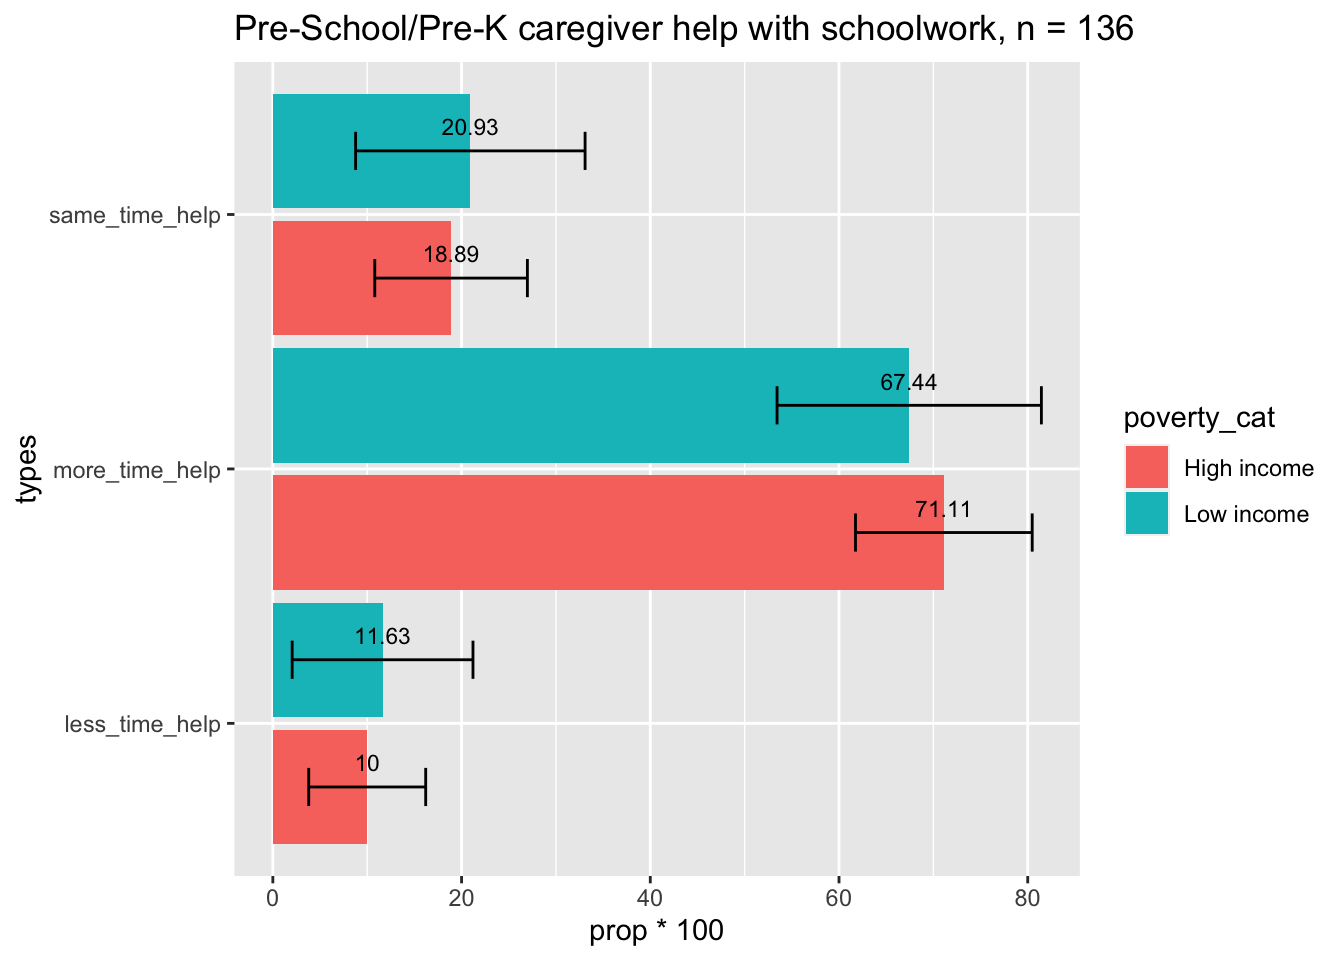 Pre-School/Pre-K caregiver help with schoolwork, n = 136
types
same_time_help
more_time_help
less_time_help
20.93
18.89
67.44
71.11
11.63
10
0 20 40 60 80
prop * 100
poverty_cat
High income
Low income